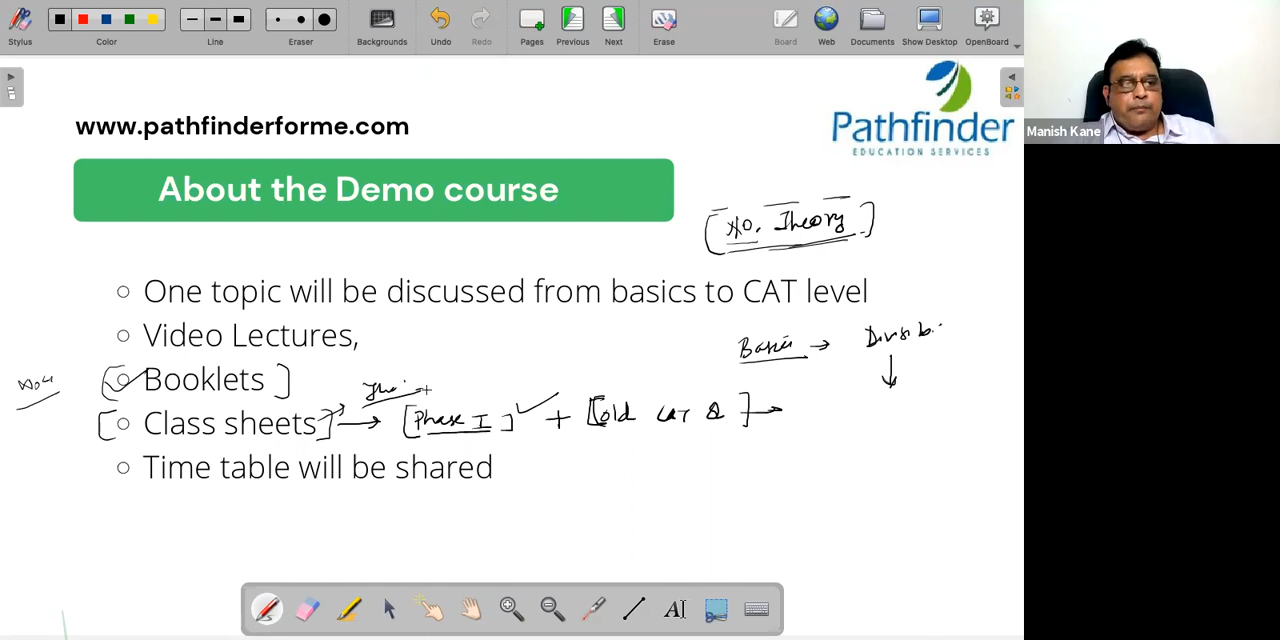 Stylus Color Line Eraser Backgrounds Undo Redo Pages Previous Next Erase Board Web Documents Show Desktop OpenBoard
Manish Kane
www.pathfinderforme.com
Pathfinder
EDUCATION SERVICES
About the Demo course
[No. Theory]
One topic will be discussed from basics to CAT level
Video Lectures,
Basics → Divisib..
[Booklets]
[Class sheets] → [Phase I] + [old CAT Q] →
Time table will be shared
A